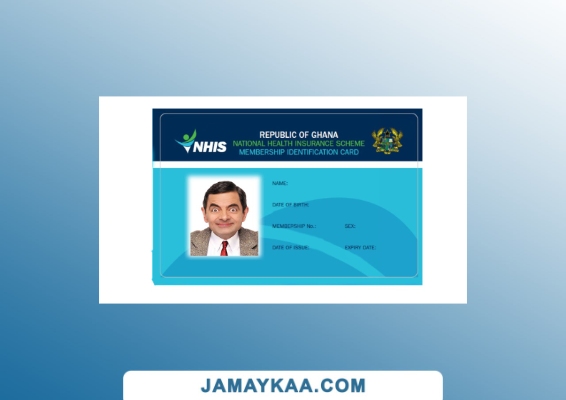 NHIS
REPUBLIC OF GHANA
NATIONAL HEALTH INSURANCE SCHEME
MEMBERSHIP IDENTIFICATION CARD
NAME:
DATE OF BIRTH:
MEMBERSHIP No.: SEX:
DATE OF ISSUE: EXPIRY DATE:
JAMAYKAA.COM